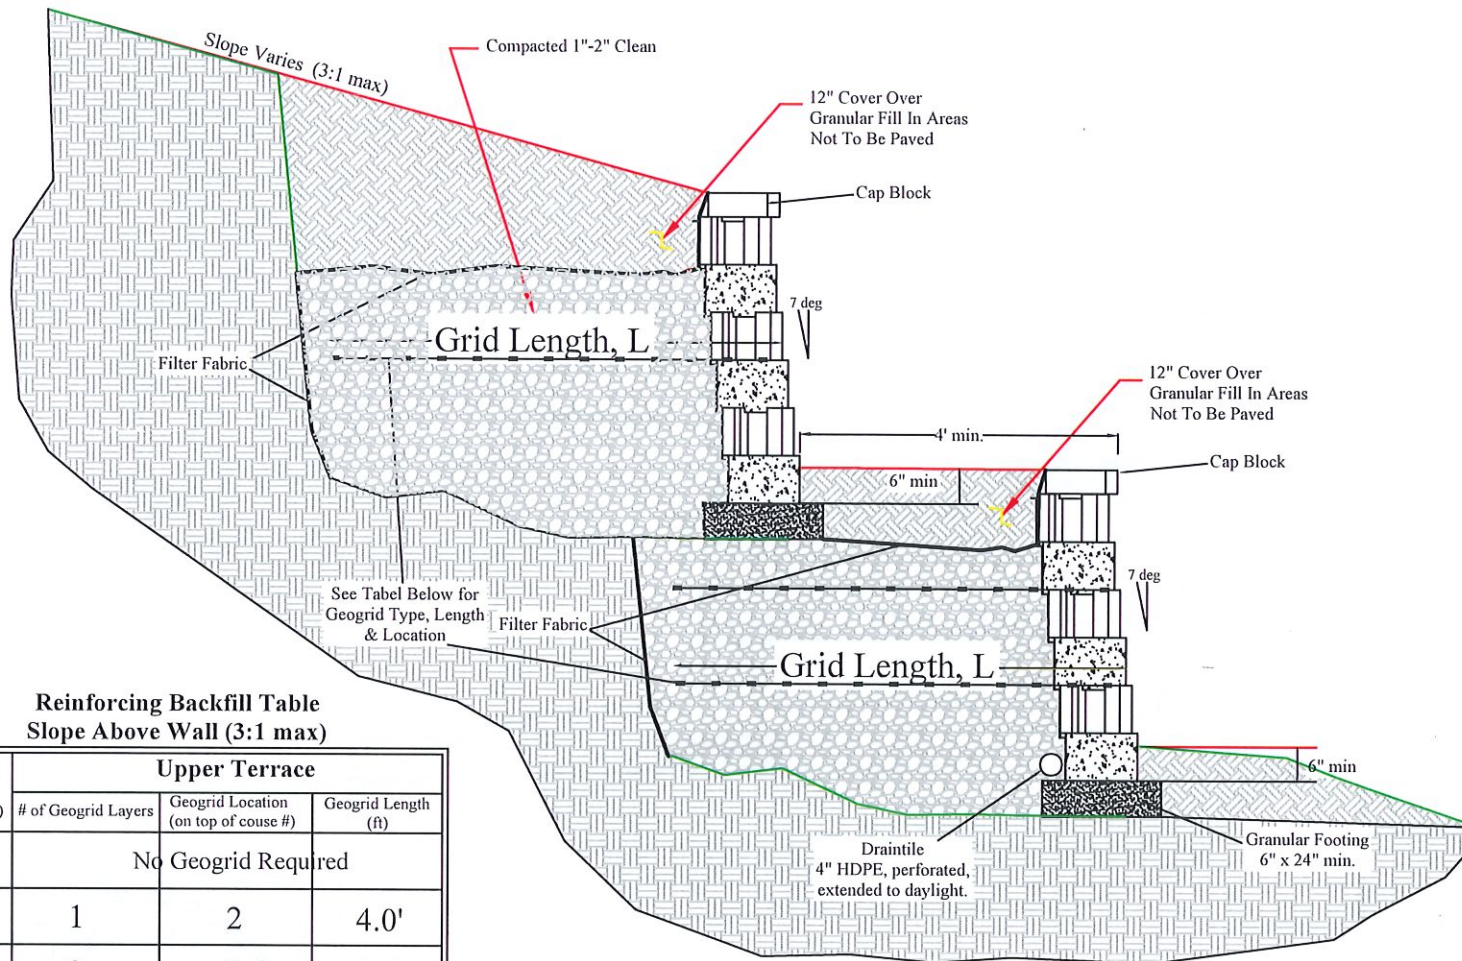 Slope Varies (3:1 max)
Compacted 1"-2" Clean
12" Cover Over
Granular Fill In Areas
Not To Be Paved
Cap Block
7 deg
Grid Length, L
Filter Fabric
12" Cover Over
Granular Fill In Areas
Not To Be Paved
4' min.
Cap Block
6" min
7 deg
See Tabel Below for
Geogrid Type, Length
& Location
Filter Fabric
Grid Length, L
6" min
Draintile
4" HDPE, perforated,
extended to daylight.
Granular Footing
6" x 24" min.
Reinforcing Backfill Table
Slope Above Wall (3:1 max)
Upper Terrace
# of Geogrid Layers
Geogrid Location
(on top of couse #)
Geogrid Length
(ft)
No Geogrid Required
1 2 4.0'